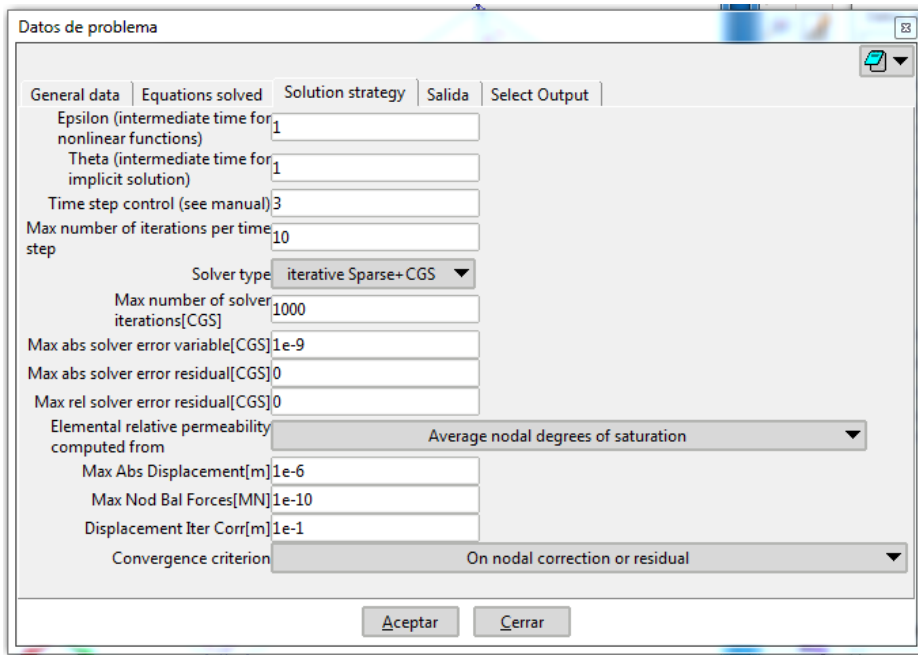 Datos de problema
General data
Equations solved
Solution strategy
Salida
Select Output
Epsilon (intermediate time for
nonlinear functions)
1
Theta (intermediate time for
implicit solution)
1
Time step control (see manual)
3
Max number of iterations per time
step
10
Solver type
iterative Sparse+CGS
Max number of solver
iterations[CGS]
1000
Max abs solver error variable[CGS]
1e-9
Max abs solver error residual[CGS]
0
Max rel solver error residual[CGS]
0
Elemental relative permeability
computed from
Average nodal degrees of saturation
Max Abs Displacement[m]
1e-6
Max Nod Bal Forces[MN]
1e-10
Displacement Iter Corr[m]
1e-1
Convergence criterion
On nodal correction or residual
Aceptar
Cerrar